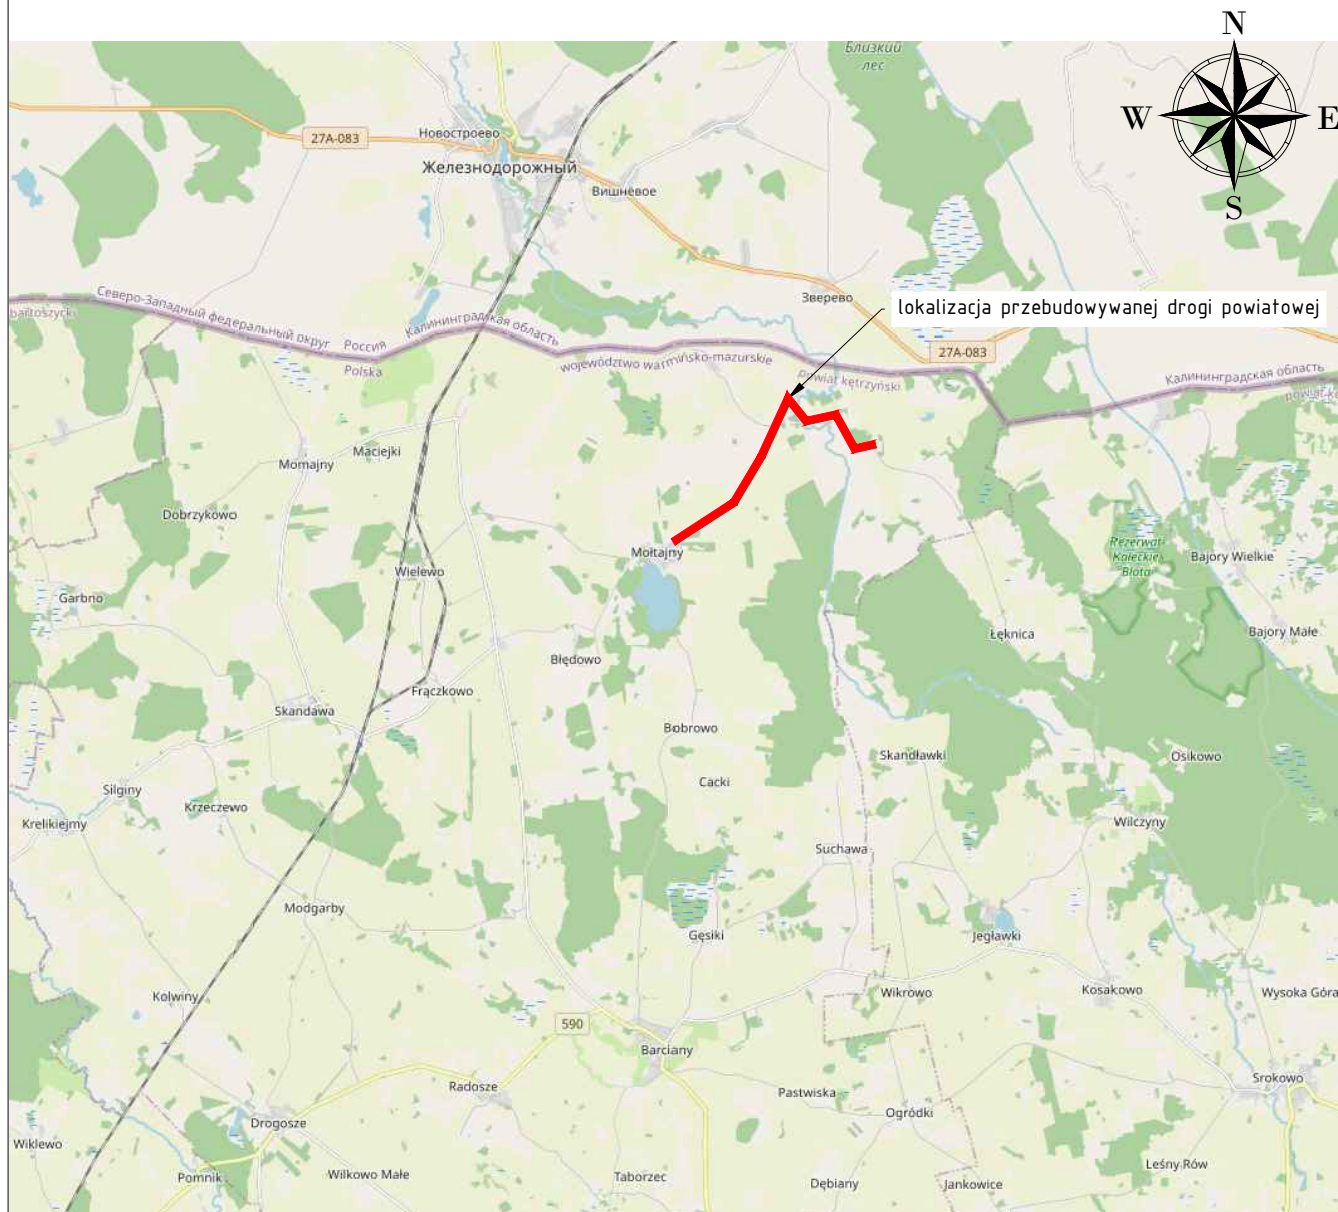 N
Близкий
лес
W
E
27A-083
Новостроево
Железнодорожный
Вишнёвое
S
Северо-Западный федеральный округ
bartoszycki
Россия
Polska
Калининградская область
województwo warmińsko-mazurskie
Зверево
lokalizacja przebudowywanej drogi powiatowej
27A-083
powiat kętrzyński
Калининградская область
Maciejki
Momajny
Dobrzykowo
Mołtajny
Rezerwat
Kałeckie
Błota
Bajory Wielkie
Wielewo
Garbno
Łęknica
Bajory Małe
Błędowo
Frączkowo
Skandawa
Bobrowo
Skandławki
Osikowo
Cacki
Silginy
Krzeczewo
Krelikiejmy
Wilczyny
Suchawa
Modgarby
Gęsiki
Jegławki
Kolwiny
Wikrowo
Kosakowo
Wysoka Góra
590
Barciany
Radosze
Pastwiska
Srokowo
Ogródki
Drogosze
Wiklewo
Pomnik
Wilkowo Małe
Taborzec
Dębiany
Jankowice
Leśny Rów